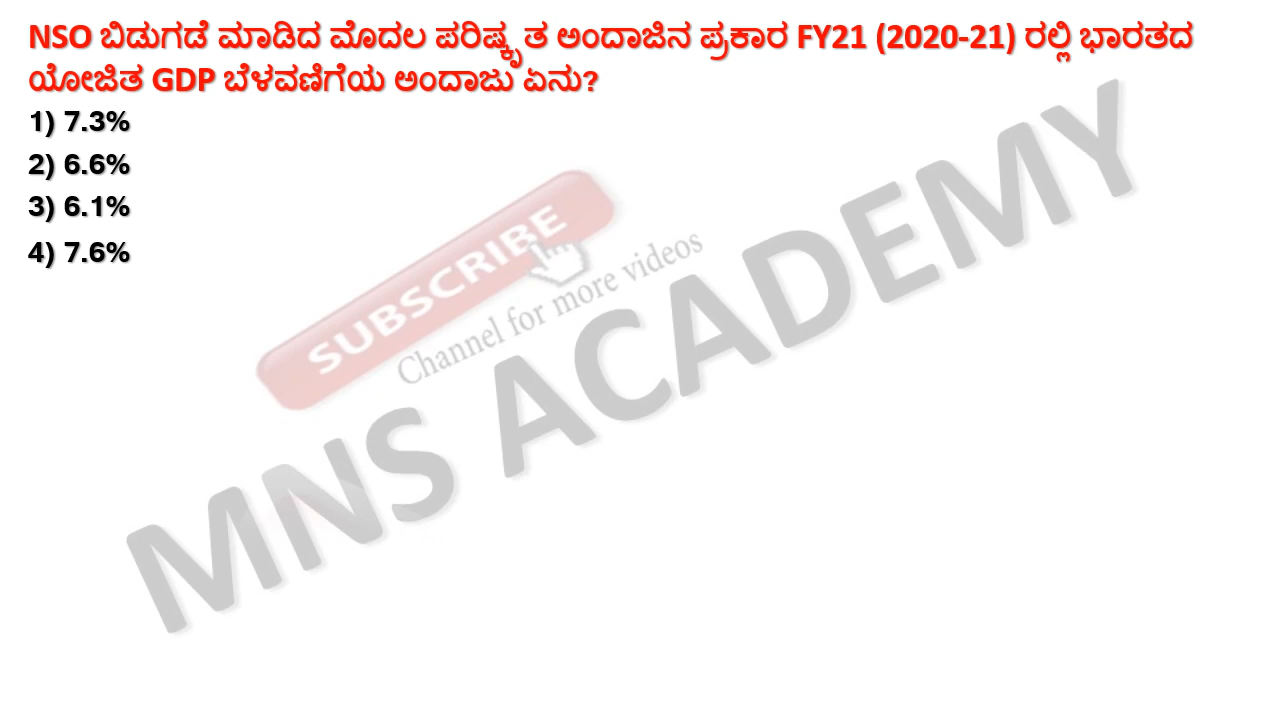 NSO ಬಿಡುಗಡೆ ಮಾಡಿದ ಮೊದಲ ಪರಿಷ್ಕೃತ ಅಂದಾಜಿನ ಪ್ರಕಾರ FY21 (2020-21) ರಲ್ಲಿ ಭಾರತದ
ಯೋಜಿತ GDP ಬೆಳವಣಿಗೆಯ ಅಂದಾಜು ಏನು?
1) 7.3%
2) 6.6%
3) 6.1%
4) 7.6%
SUBSCRIBE
Channel for more videos
MNS ACADEMY